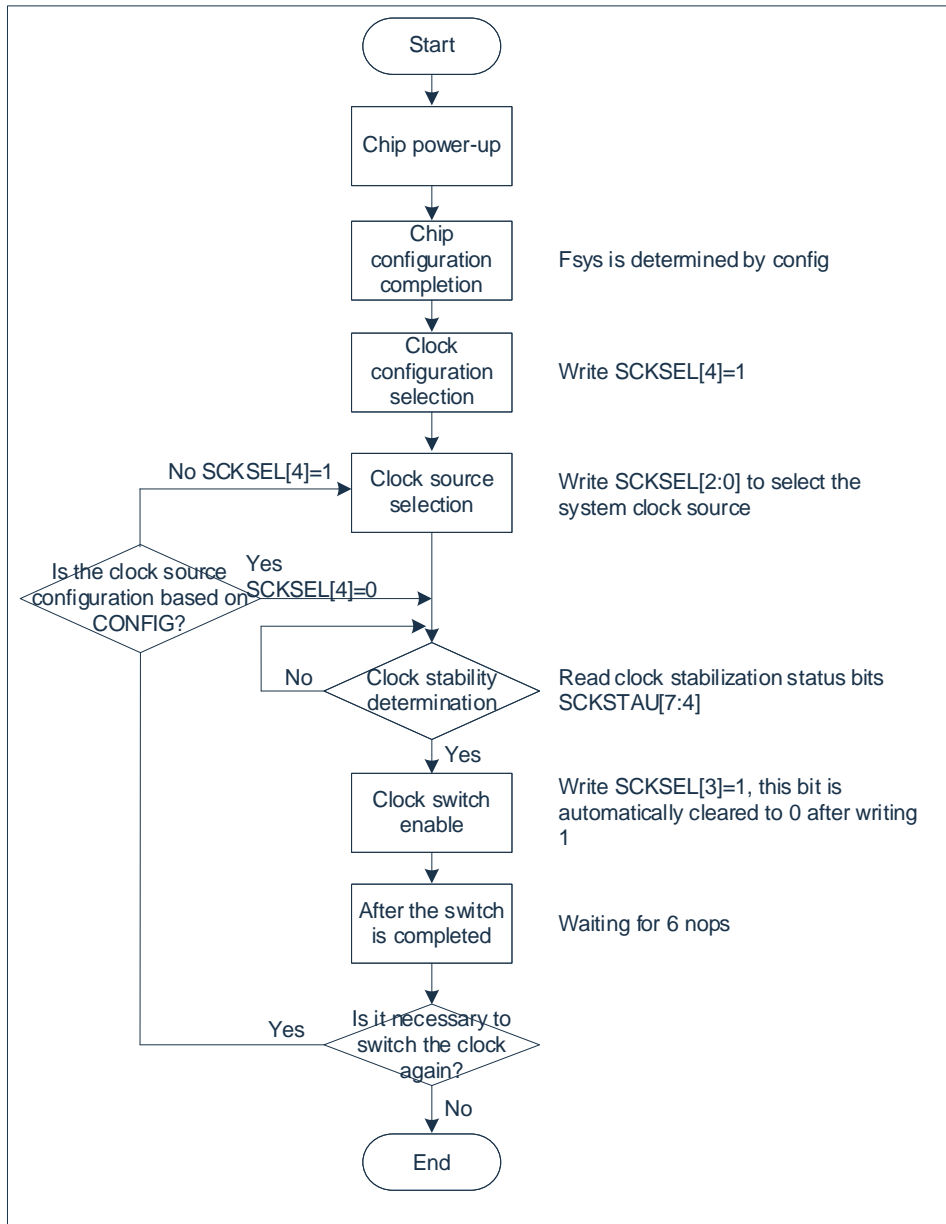 Start
Chip power-up
Chip
configuration
completion
Fsys is determined by config
Clock
configuration
selection
Write SCKSEL[4]=1
No SCKSEL[4]=1
Clock source
selection
Write SCKSEL[2:0] to select the
system clock source
Is the clock source
configuration based on
CONFIG?
Yes
SCKSEL[4]=0
No
Clock stability
determination
Read clock stabilization status bits
SCKSTAU[7:4]
Yes
Clock switch
enable
Write SCKSEL[3]=1, this bit is
automatically cleared to 0 after writing
1
After the switch
is completed
Waiting for 6 nops
Yes
Is it necessary to
switch the clock
again?
No
End